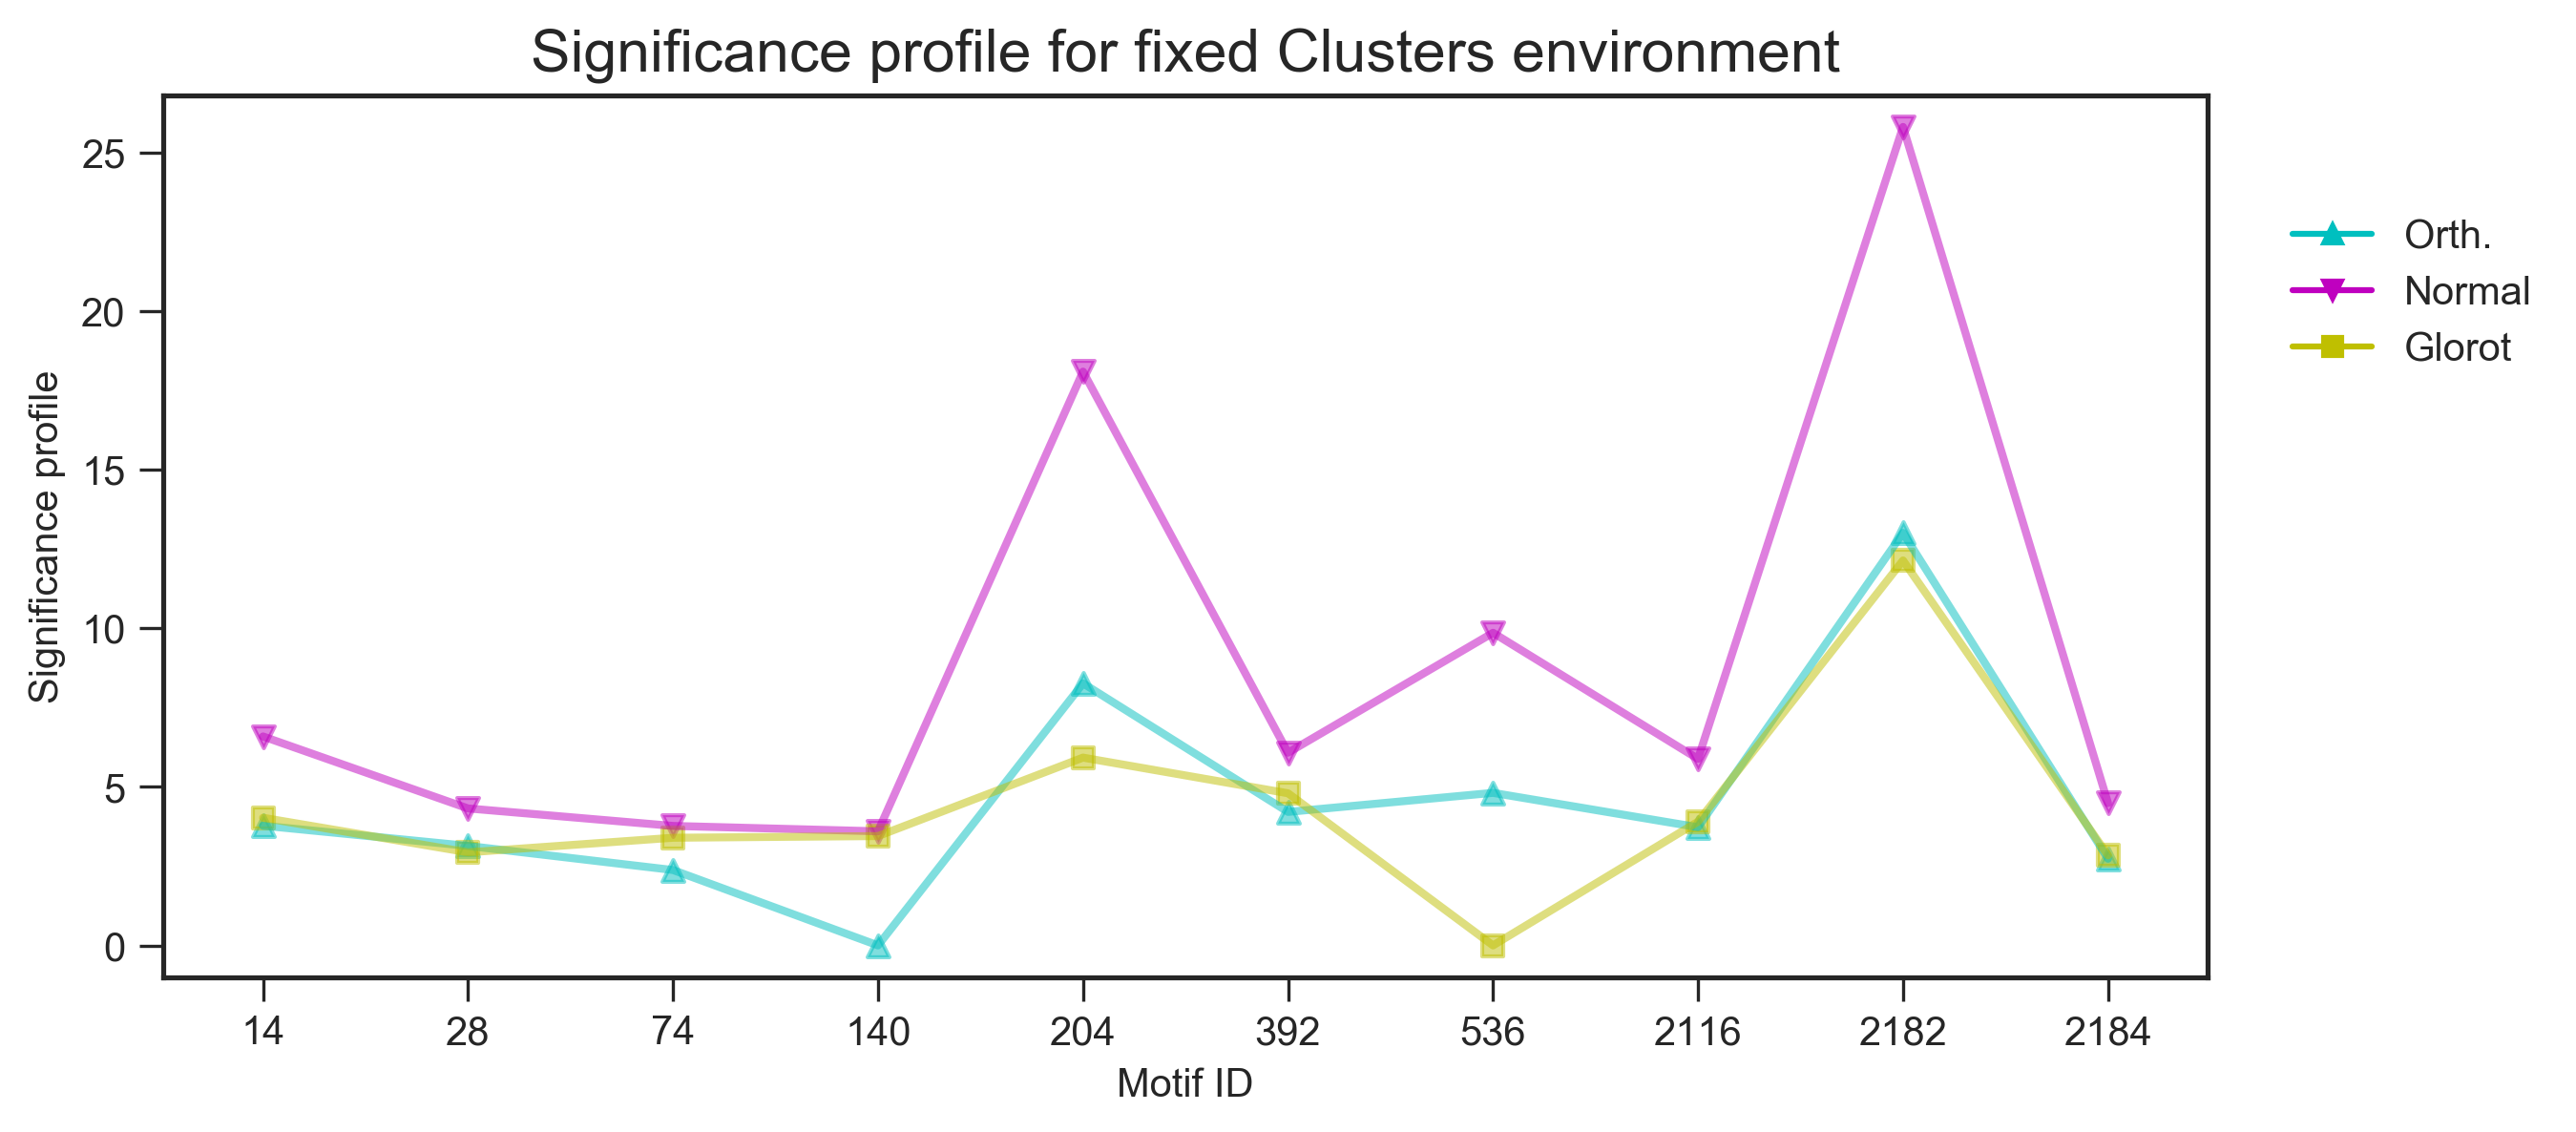 Significance profile for fixed Clusters environment
25
20
15
10
5
0
Significance profile
14 28 74 140 204 392 536 2116 2182 2184
Motif ID
Orth.
Normal
Glorot